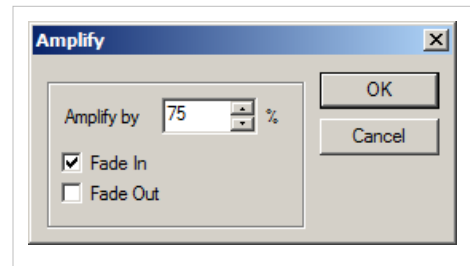 Amplify
OK
Amplify by 75 %
Cancel
Fade In
Fade Out